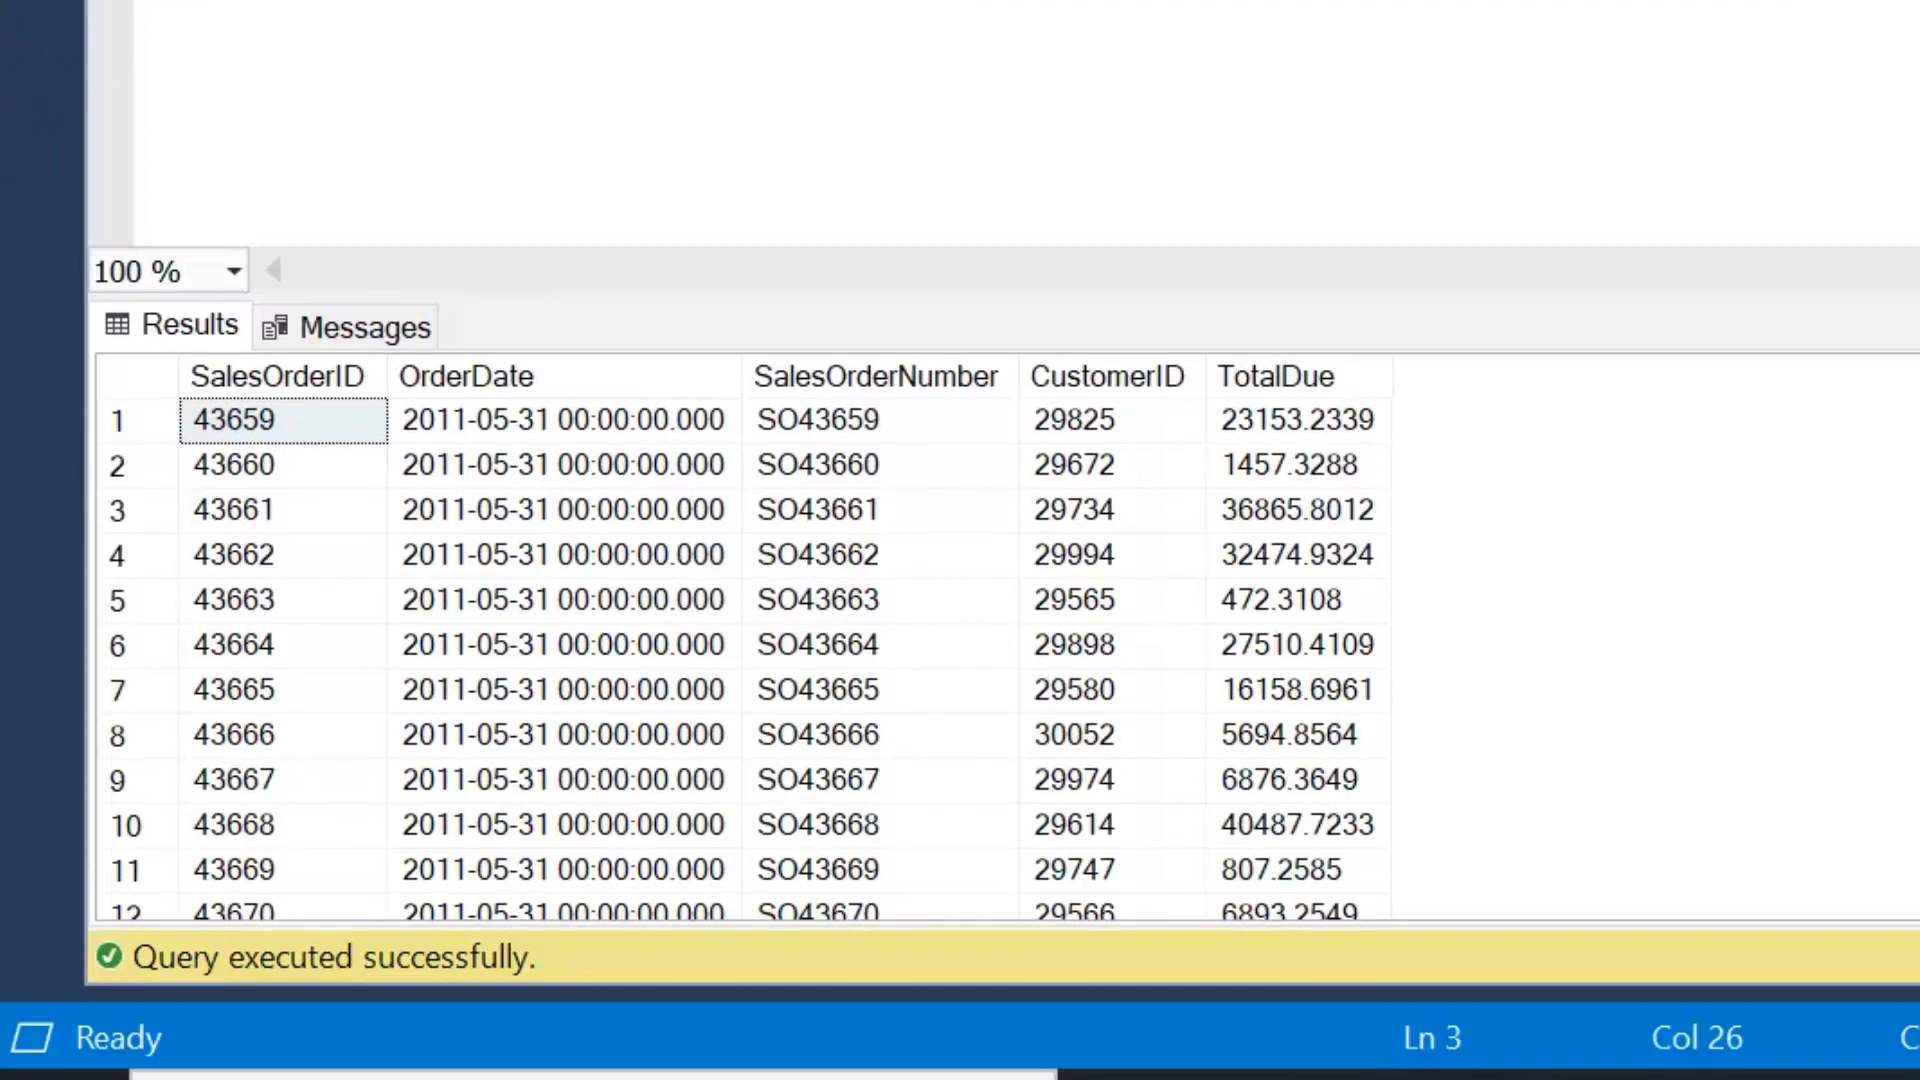 100 %
Results Messages
SalesOrderID OrderDate SalesOrderNumber CustomerID TotalDue
1 43659 2011-05-31 00:00:00.000 SO43659 29825 23153.2339
2 43660 2011-05-31 00:00:00.000 SO43660 29672 1457.3288
3 43661 2011-05-31 00:00:00.000 SO43661 29734 36865.8012
4 43662 2011-05-31 00:00:00.000 SO43662 29994 32474.9324
5 43663 2011-05-31 00:00:00.000 SO43663 29565 472.3108
6 43664 2011-05-31 00:00:00.000 SO43664 29898 27510.4109
7 43665 2011-05-31 00:00:00.000 SO43665 29580 16158.6961
8 43666 2011-05-31 00:00:00.000 SO43666 30052 5694.8564
9 43667 2011-05-31 00:00:00.000 SO43667 29974 6876.3649
10 43668 2011-05-31 00:00:00.000 SO43668 29614 40487.7233
11 43669 2011-05-31 00:00:00.000 SO43669 29747 807.2585
12 43670 2011-05-31 00:00:00.000 SO43670 29566 6893.2549
Query executed successfully.
Ready Ln 3 Col 26